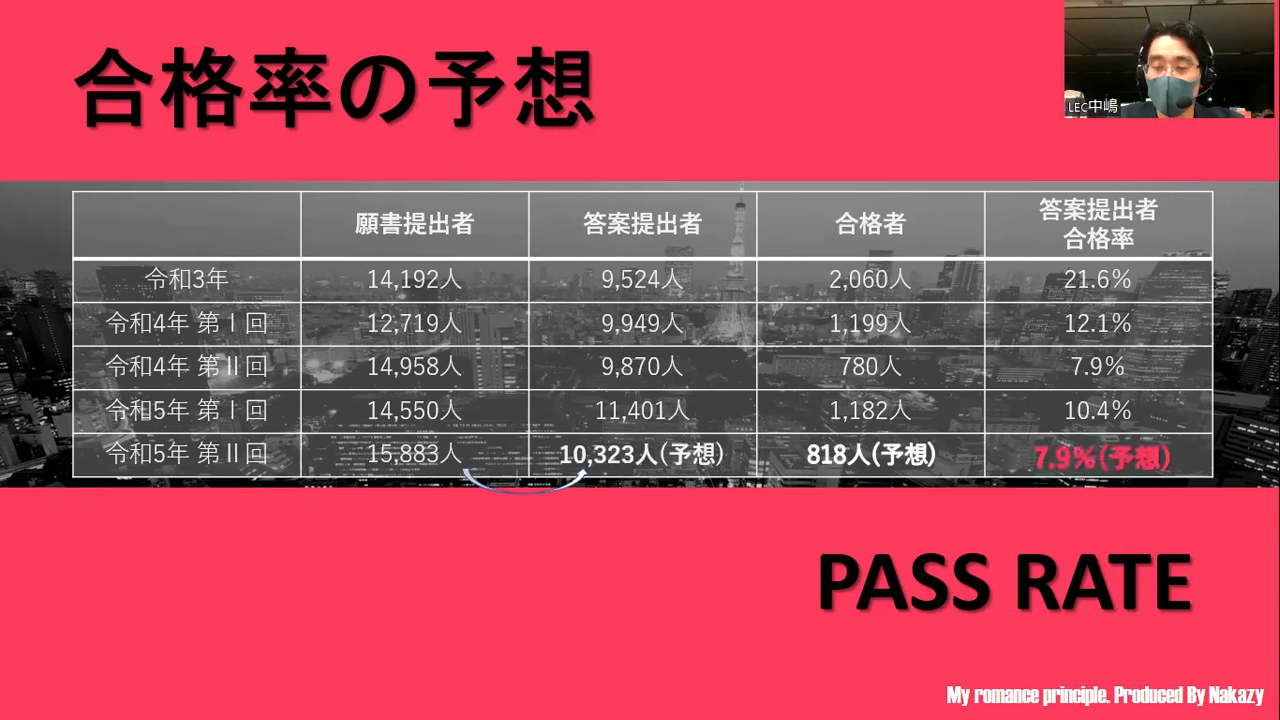 合格率の予想
LEC中嶋
願書提出者 答案提出者 合格者 答案提出者
合格率
令和3年 14,192人 9,524人 2,060人 21.6%
令和4年 第Ⅰ回 12,719人 9,949人 1,199人 12.1%
令和4年 第Ⅱ回 14,958人 9,870人 780人 7.9%
令和5年 第Ⅰ回 14,550人 11,401人 1,182人 10.4%
令和5年 第Ⅱ回 15,883人 10,323人(予想) 818人(予想) 7.9%(予想)
PASS RATE
My romance principle. Produced By Nakazy